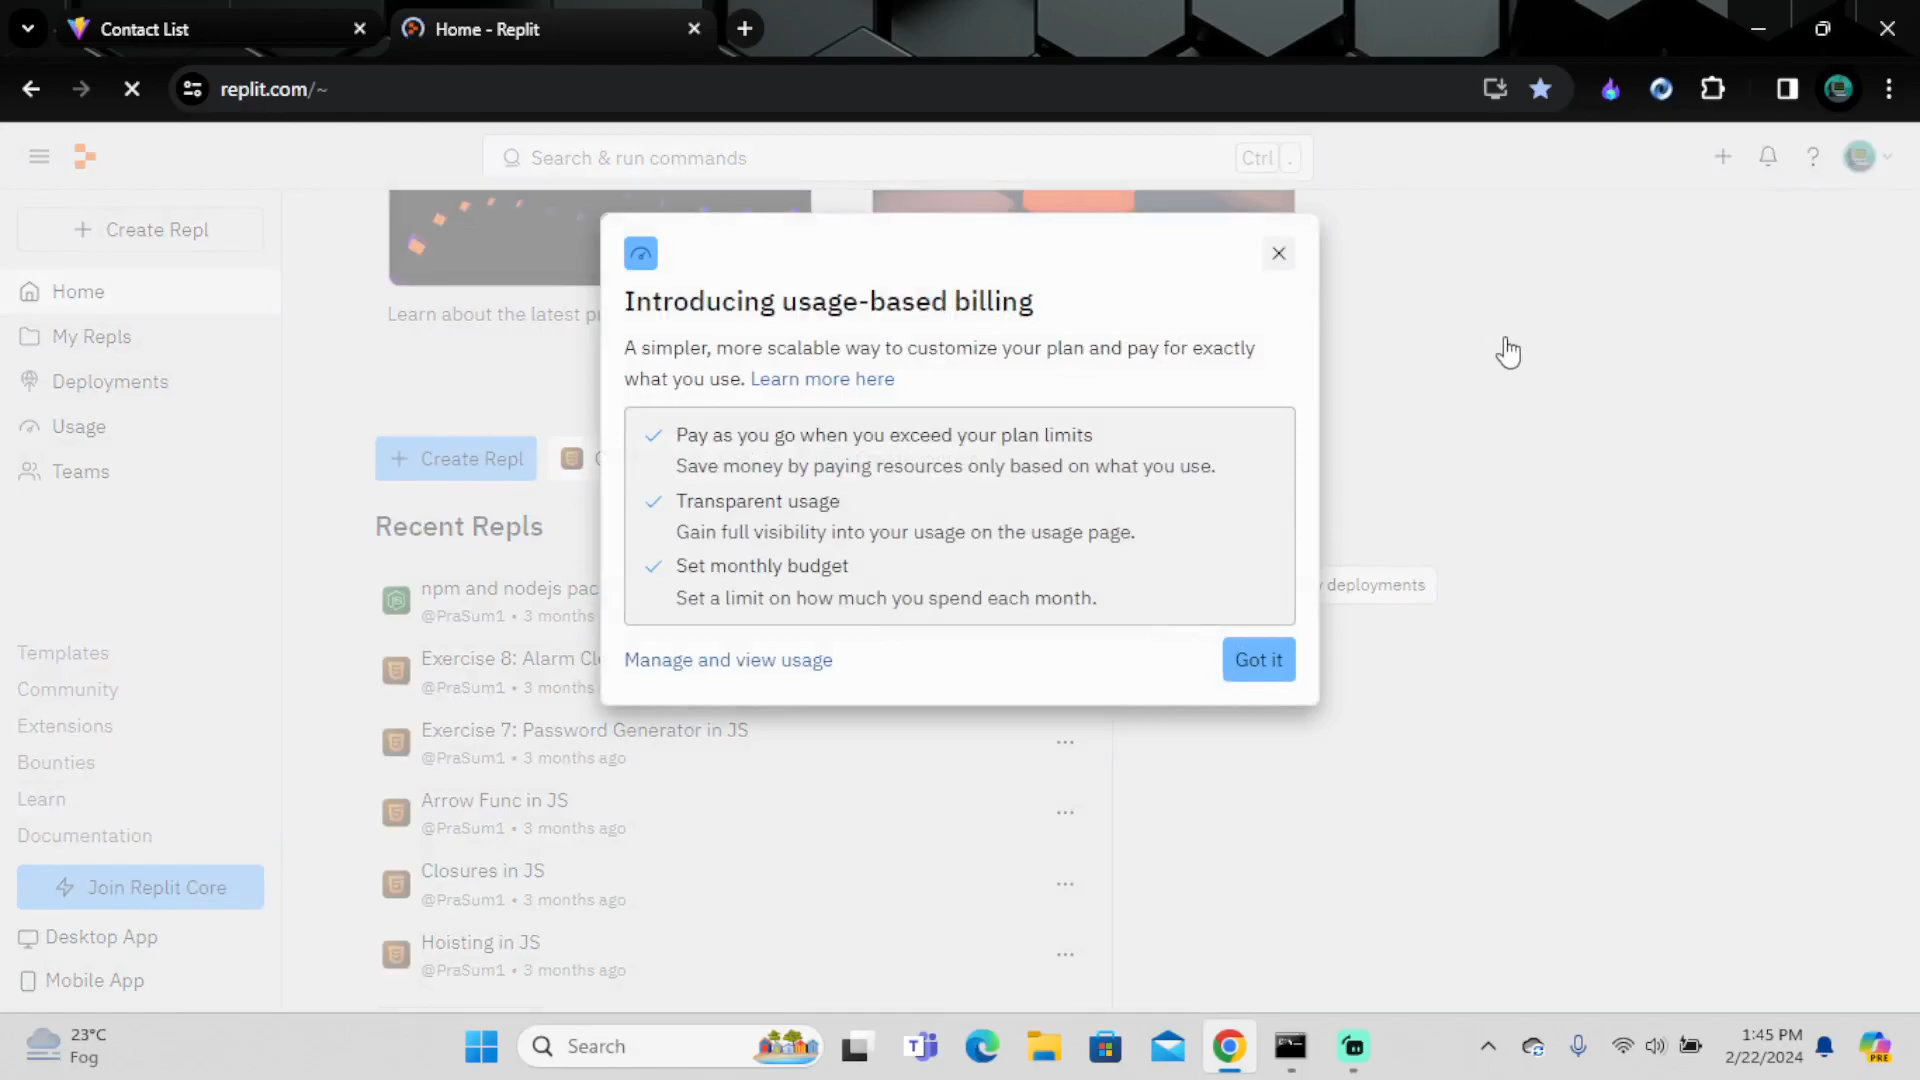 Contact List
Home - Replit
replit.com/~
Search & run commands
Ctrl .
Create Repl
Home
My Repls
Deployments
Usage
Teams
Templates
Community
Extensions
Bounties
Learn
Documentation
Join Replit Core
Desktop App
Mobile App
Learn about the latest
Create Repl
Recent Repls
npm and nodejs pac
@PraSum1 • 3 months
Exercise 8: Alarm Cl
@PraSum1 • 3 months
Exercise 7: Password Generator in JS
@PraSum1 • 3 months ago
Arrow Func in JS
@PraSum1 • 3 months ago
Closures in JS
@PraSum1 • 3 months ago
Hoisting in JS
@PraSum1 • 3 months ago
deployments
Introducing usage-based billing
A simpler, more scalable way to customize your plan and pay for exactly
what you use. Learn more here
Pay as you go when you exceed your plan limits
Save money by paying resources only based on what you use.
Transparent usage
Gain full visibility into your usage on the usage page.
Set monthly budget
Set a limit on how much you spend each month.
Manage and view usage
Got it
23°C
Fog
Search
1:45 PM
2/22/2024
PRE